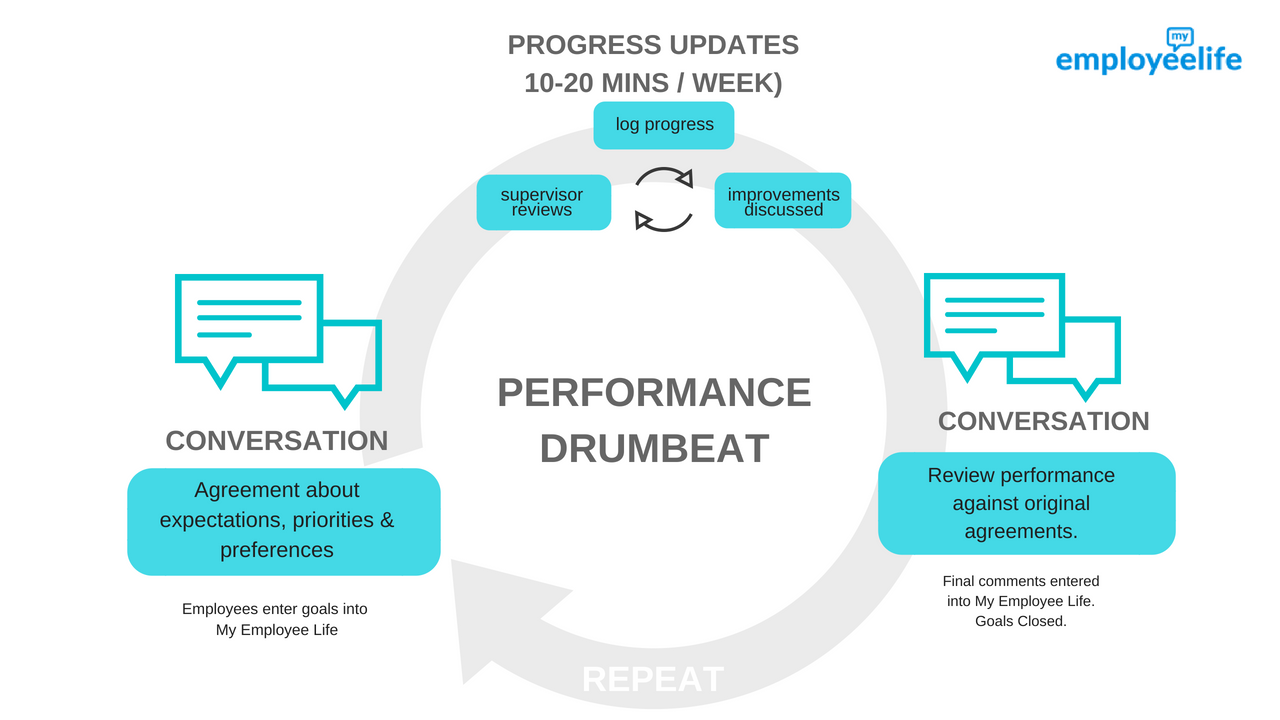 PROGRESS UPDATES
10-20 MINS / WEEK)
my
employeelife
log progress
supervisor
reviews
improvements
discussed
PERFORMANCE
DRUMBEAT
CONVERSATION
Agreement about
expectations, priorities &
preferences
Employees enter goals into
My Employee Life
CONVERSATION
Review performance
against original
agreements.
Final comments entered
into My Employee Life.
Goals Closed.
REPEAT